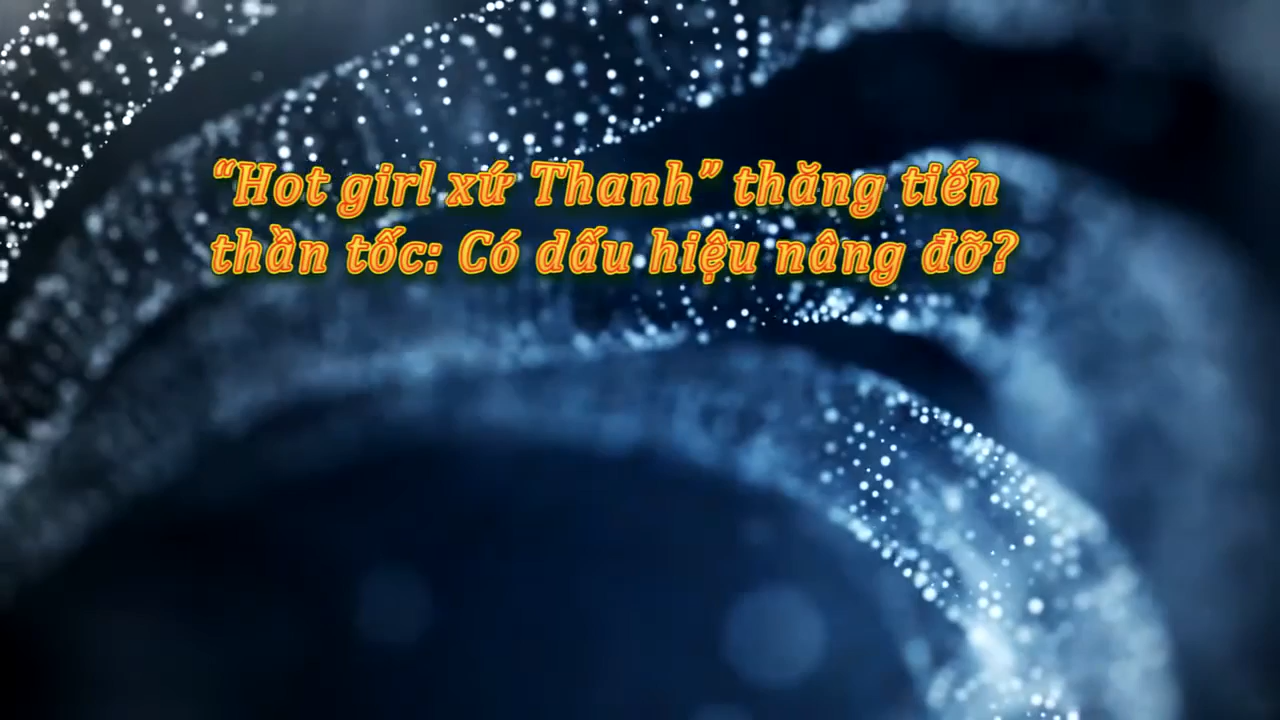 “Hot girl xứ Thanh” thăng tiến
thần tốc: Có dấu hiệu nâng đỡ?